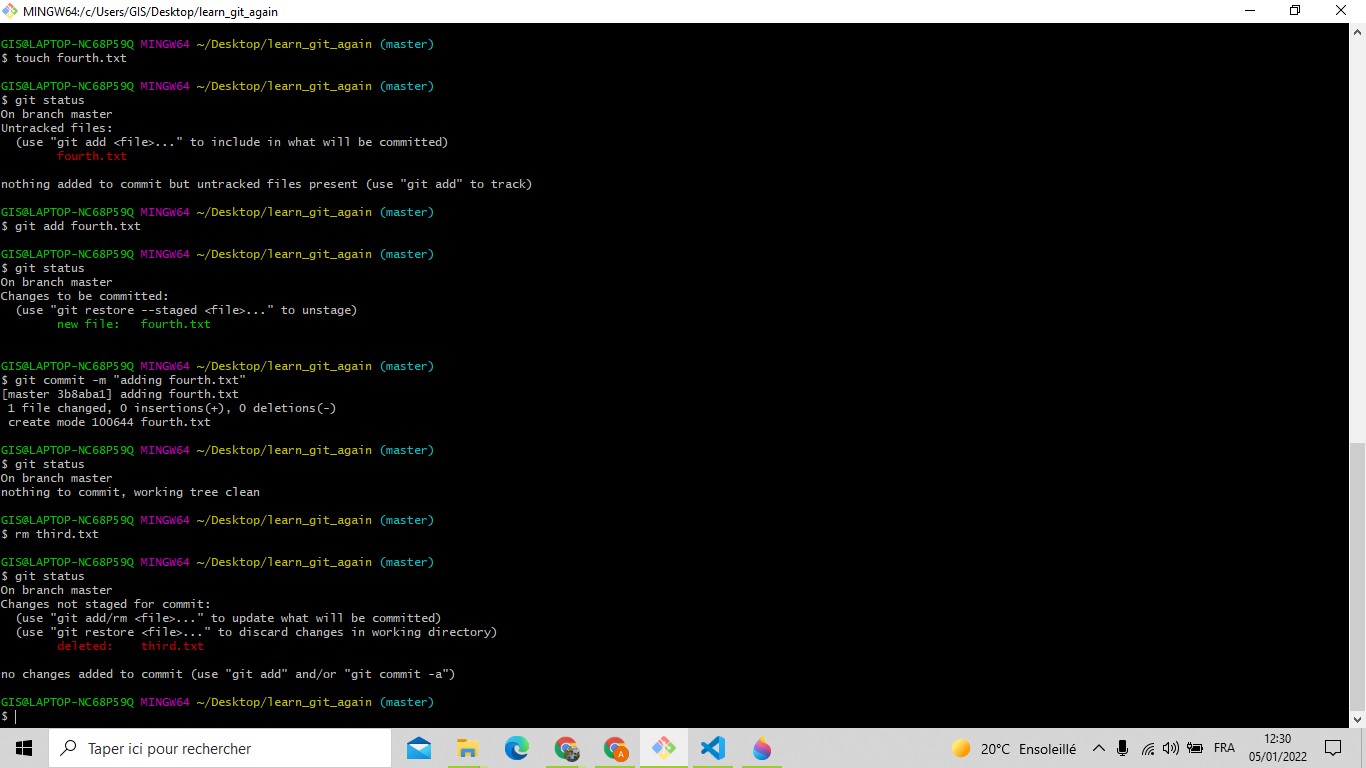 MINGW64:/c/Users/GIS/Desktop/learn_git_again
GIS@LAPTOP-NC68P59Q MINGW64 ~/Desktop/learn_git_again (master)
$ touch fourth.txt
GIS@LAPTOP-NC68P59Q MINGW64 ~/Desktop/learn_git_again (master)
$ git status
On branch master
Untracked files:
  (use "git add <file>..." to include in what will be committed)
        fourth.txt
nothing added to commit but untracked files present (use "git add" to track)
GIS@LAPTOP-NC68P59Q MINGW64 ~/Desktop/learn_git_again (master)
$ git add fourth.txt
GIS@LAPTOP-NC68P59Q MINGW64 ~/Desktop/learn_git_again (master)
$ git status
On branch master
Changes to be committed:
  (use "git restore --staged <file>..." to unstage)
        new file:   fourth.txt
GIS@LAPTOP-NC68P59Q MINGW64 ~/Desktop/learn_git_again (master)
$ git commit -m "adding fourth.txt"
[master 3b8aba1] adding fourth.txt
 1 file changed, 0 insertions(+), 0 deletions(-)
 create mode 100644 fourth.txt
GIS@LAPTOP-NC68P59Q MINGW64 ~/Desktop/learn_git_again (master)
$ git status
On branch master
nothing to commit, working tree clean
GIS@LAPTOP-NC68P59Q MINGW64 ~/Desktop/learn_git_again (master)
$ rm third.txt
GIS@LAPTOP-NC68P59Q MINGW64 ~/Desktop/learn_git_again (master)
$ git status
On branch master
Changes not staged for commit:
  (use "git add/rm <file>..." to update what will be committed)
  (use "git restore <file>..." to discard changes in working directory)
        deleted:    third.txt
no changes added to commit (use "git add" and/or "git commit -a")
GIS@LAPTOP-NC68P59Q MINGW64 ~/Desktop/learn_git_again (master)
$
Taper ici pour rechercher
A
20°C Ensoleillé
FRA
12:30
05/01/2022